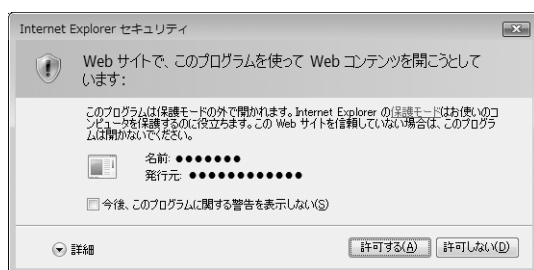 Internet Explorer セキュリティ
Web サイトで、このプログラムを使って Web コンテンツを開こうとして
います:
このプログラムは保護モードの外で開かれます。Internet Explorer の保護モードはお使いのコ
ンピュータを保護するのに役立ちます。この Web サイトを信頼していない場合は、このプログラ
ムは開かないでください。
名前: ●●●●●●●
発行元: ●●●●●●●●●●●●
今後、このプログラムに関する警告を表示しない(S)
詳細
許可する(A)
許可しない(D)